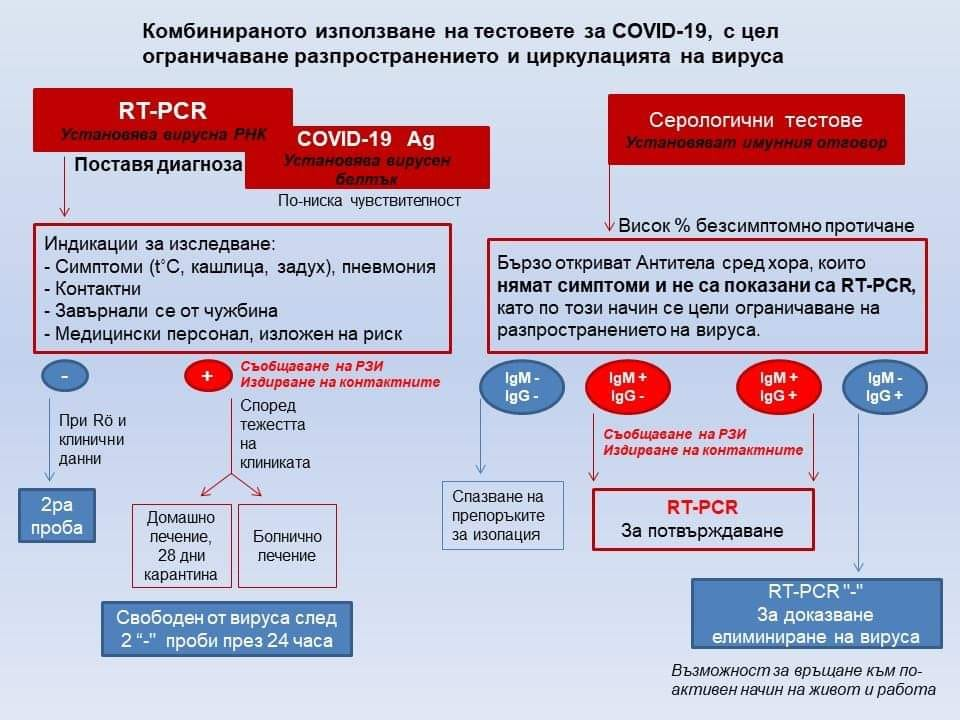 Комбинираното използване на тестовете за COVID-19, с цел
ограничаване разпространението и циркулацията на вируса
RT-PCR
Установява вирусна РНК
Поставя диагноза
COVID-19 Ag
Установява вирусен
белтък
По-ниска чувствителност
Индикации за изследване:
- Симптоми (t˚C, кашлица, задух), пневмония
- Контактни
- Завърнали се от чужбина
- Медицински персонал, изложен на риск
-
+
Съобщаване на РЗИ
Издирване на контактните
При Rö и
клинични
данни
Според
тежестта
на
клиниката
2ра
проба
Домашно
лечение,
28 дни
карантина
Болнично
лечение
Свободен от вируса след
2 “-" проби през 24 часа
Серологични тестове
Установяват имунния отговор
Висок % безсимптомно протичане
Бързо откриват Антитела сред хора, които
нямат симптоми и не са показани са RT-PCR,
като по този начин се цели ограничаване на
разпространението на вируса.
IgM -
IgG -
IgM +
IgG -
IgM +
IgG +
IgM -
IgG +
Съобщаване на РЗИ
Издирване на контактните
Спазване на
препоръките
за изолация
RT-PCR
За потвърждаване
RT-PCR "-"
За доказване
елиминиране на вируса
Възможност за връщане към по-
активен начин на живот и работа